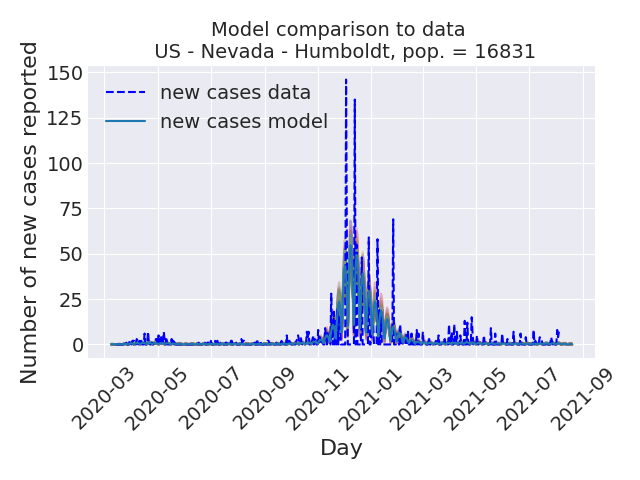 Model comparison to data
US - Nevada - Humboldt, pop. = 16831
Number of new cases reported
150
125
100
75
50
25
0
new cases data
new cases model
2020-03
2020-05
2020-07
2020-09
2020-11
2021-01
2021-03
2021-05
2021-07
2021-09
Day